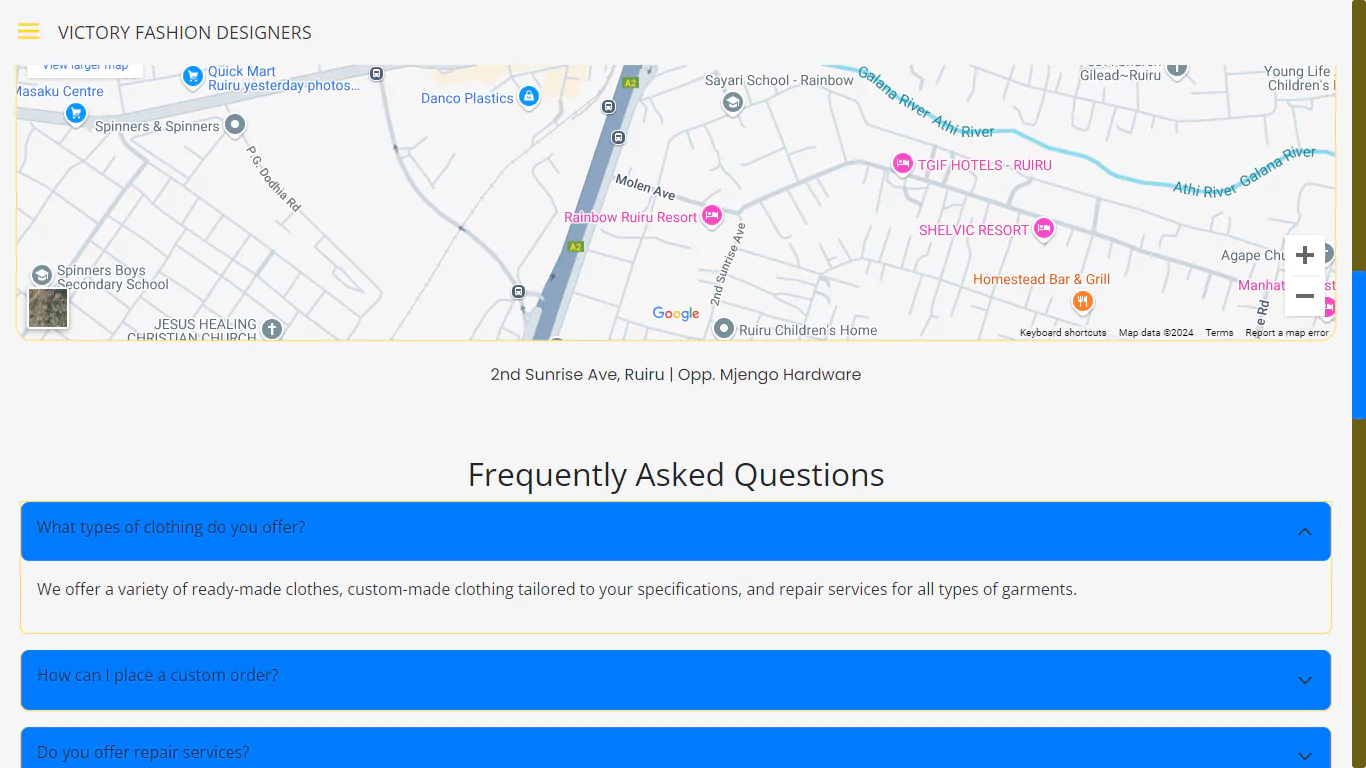 VICTORY FASHION DESIGNERS
View larger map
Quick Mart
Ruiru yesterday photos...
Masaku Centre
Spinners & Spinners
P.G. Dodhia Rd
Danco Plastics
A2
Sayari School - Rainbow
Galana River
Athi River
Gilead~Ruiru
Young Life
Children's
Galana River
Athi River
TGIF HOTELS - RUIRU
Molen Ave
Rainbow Ruiru Resort
SHELVIC RESORT
2nd Sunrise Ave
A2
Agape
Spinners Boys
Secondary School
Homestead Bar & Grill
JESUS HEALING
CHRISTIAN CHURCH
Google
Ruiru Children's Home
Rd
Keyboard shortcuts Map data ©2024 Terms Report a map error
2nd Sunrise Ave, Ruiru | Opp. Mjengo Hardware
Frequently Asked Questions
What types of clothing do you offer?
We offer a variety of ready-made clothes, custom-made clothing tailored to your specifications, and repair services for all types of garments.
How can I place a custom order?
Do you offer repair services?